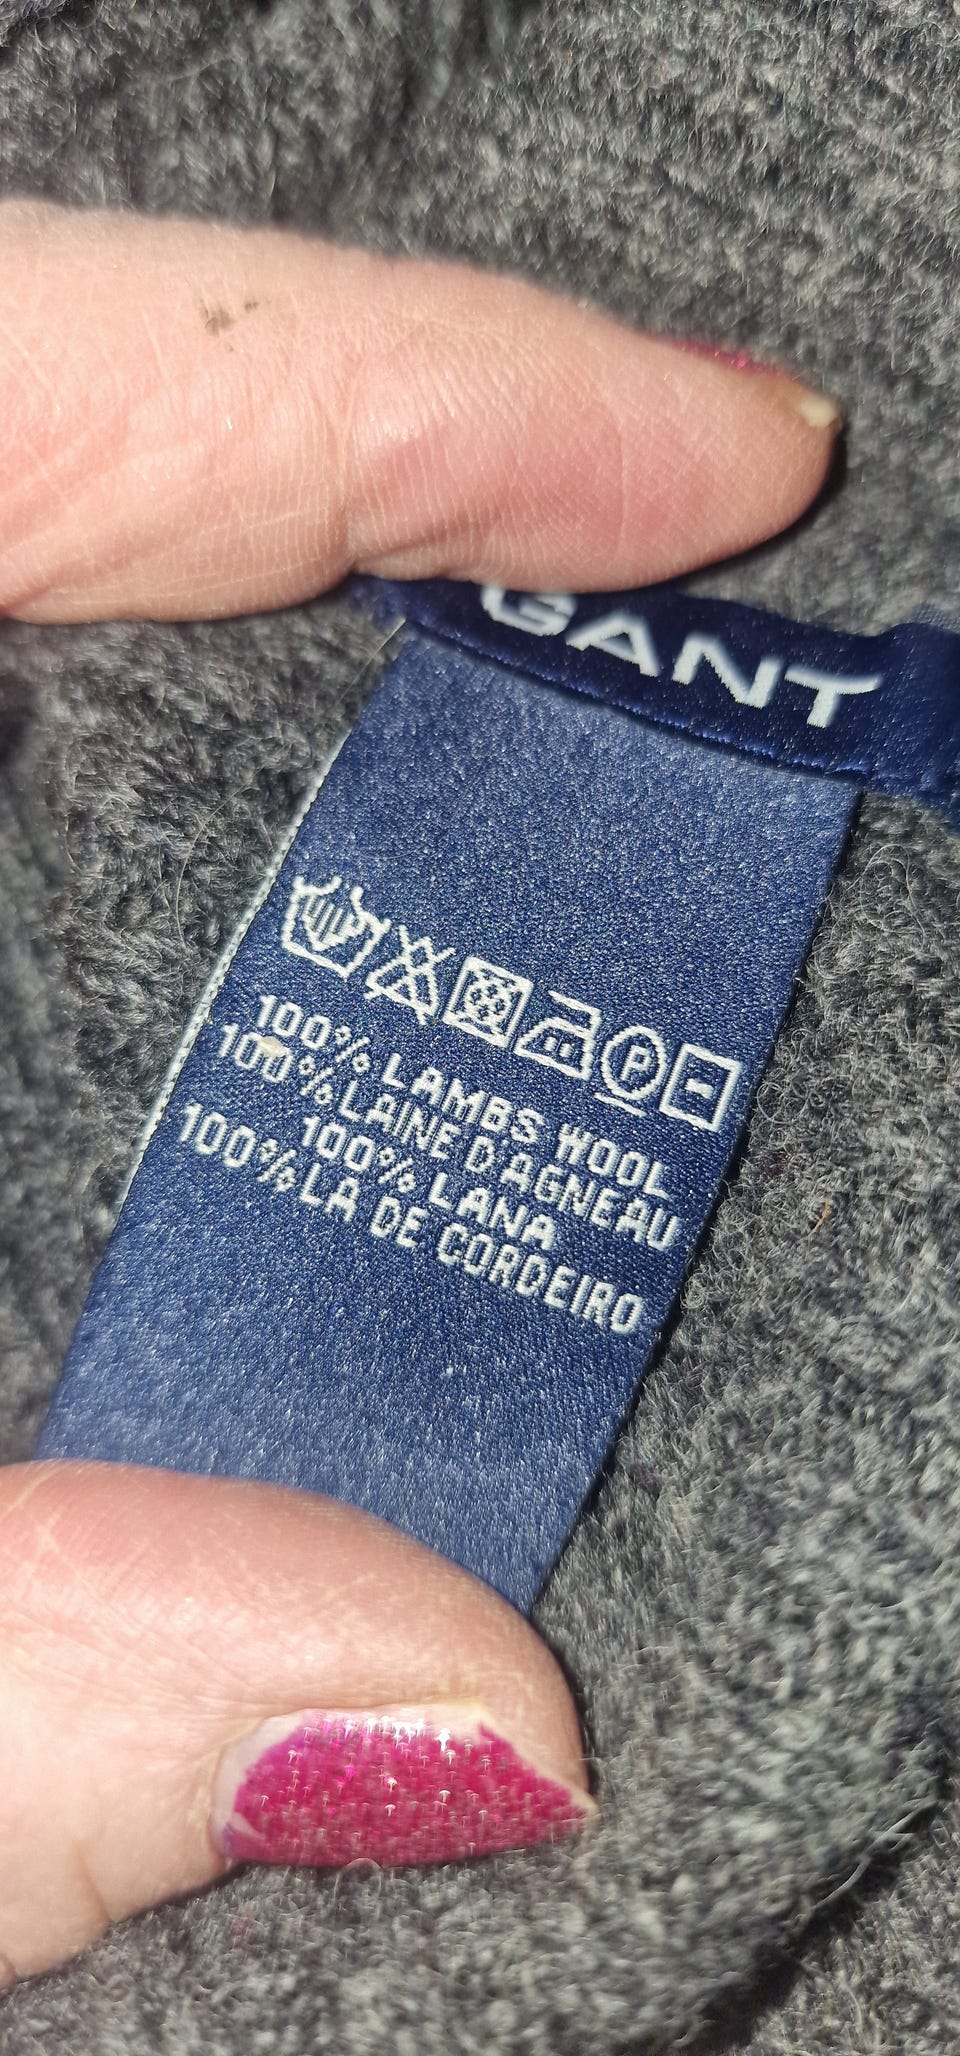 GANT
P
100% LAMBS WOOL
100% LAINE D'AGNEAU
100% LANA
100% LA DE CORDEIRO